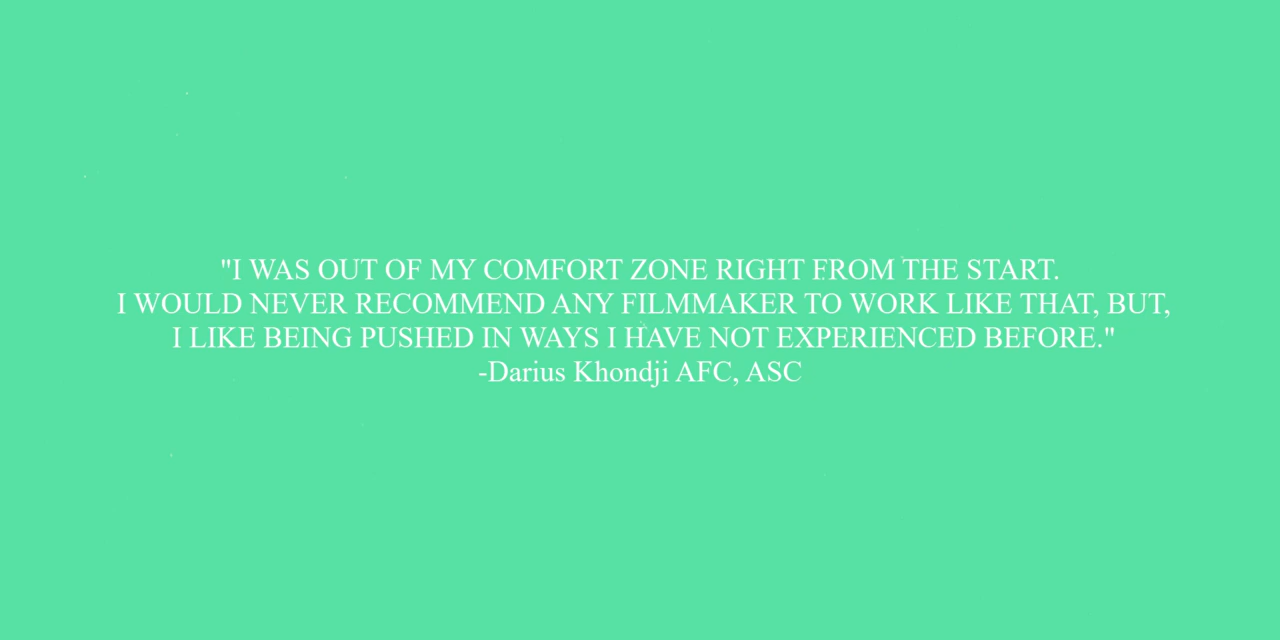 "I WAS OUT OF MY COMFORT ZONE RIGHT FROM THE START.
I WOULD NEVER RECOMMEND ANY FILMMAKER TO WORK LIKE THAT, BUT,
I LIKE BEING PUSHED IN WAYS I HAVE NOT EXPERIENCED BEFORE."
-Darius Khondji AFC, ASC